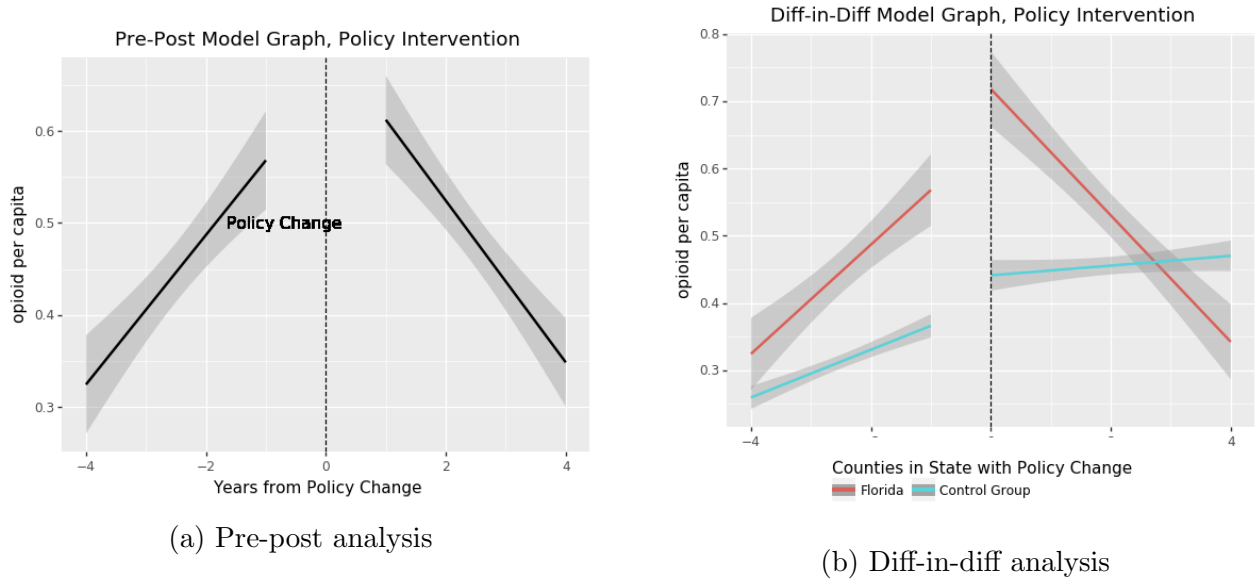 Pre-Post Model Graph, Policy Intervention
opioid per capita
0.6
0.5
0.4
0.3
Policy Change
−4
−2
0
2
4
Years from Policy Change
(a) Pre-post analysis
Diff-in-Diff Model Graph, Policy Intervention
opioid per capita
0.8
0.7
0.6
0.5
0.4
0.3
−4
4
Counties in State with Policy Change
Florida
Control Group
(b) Diff-in-diff analysis